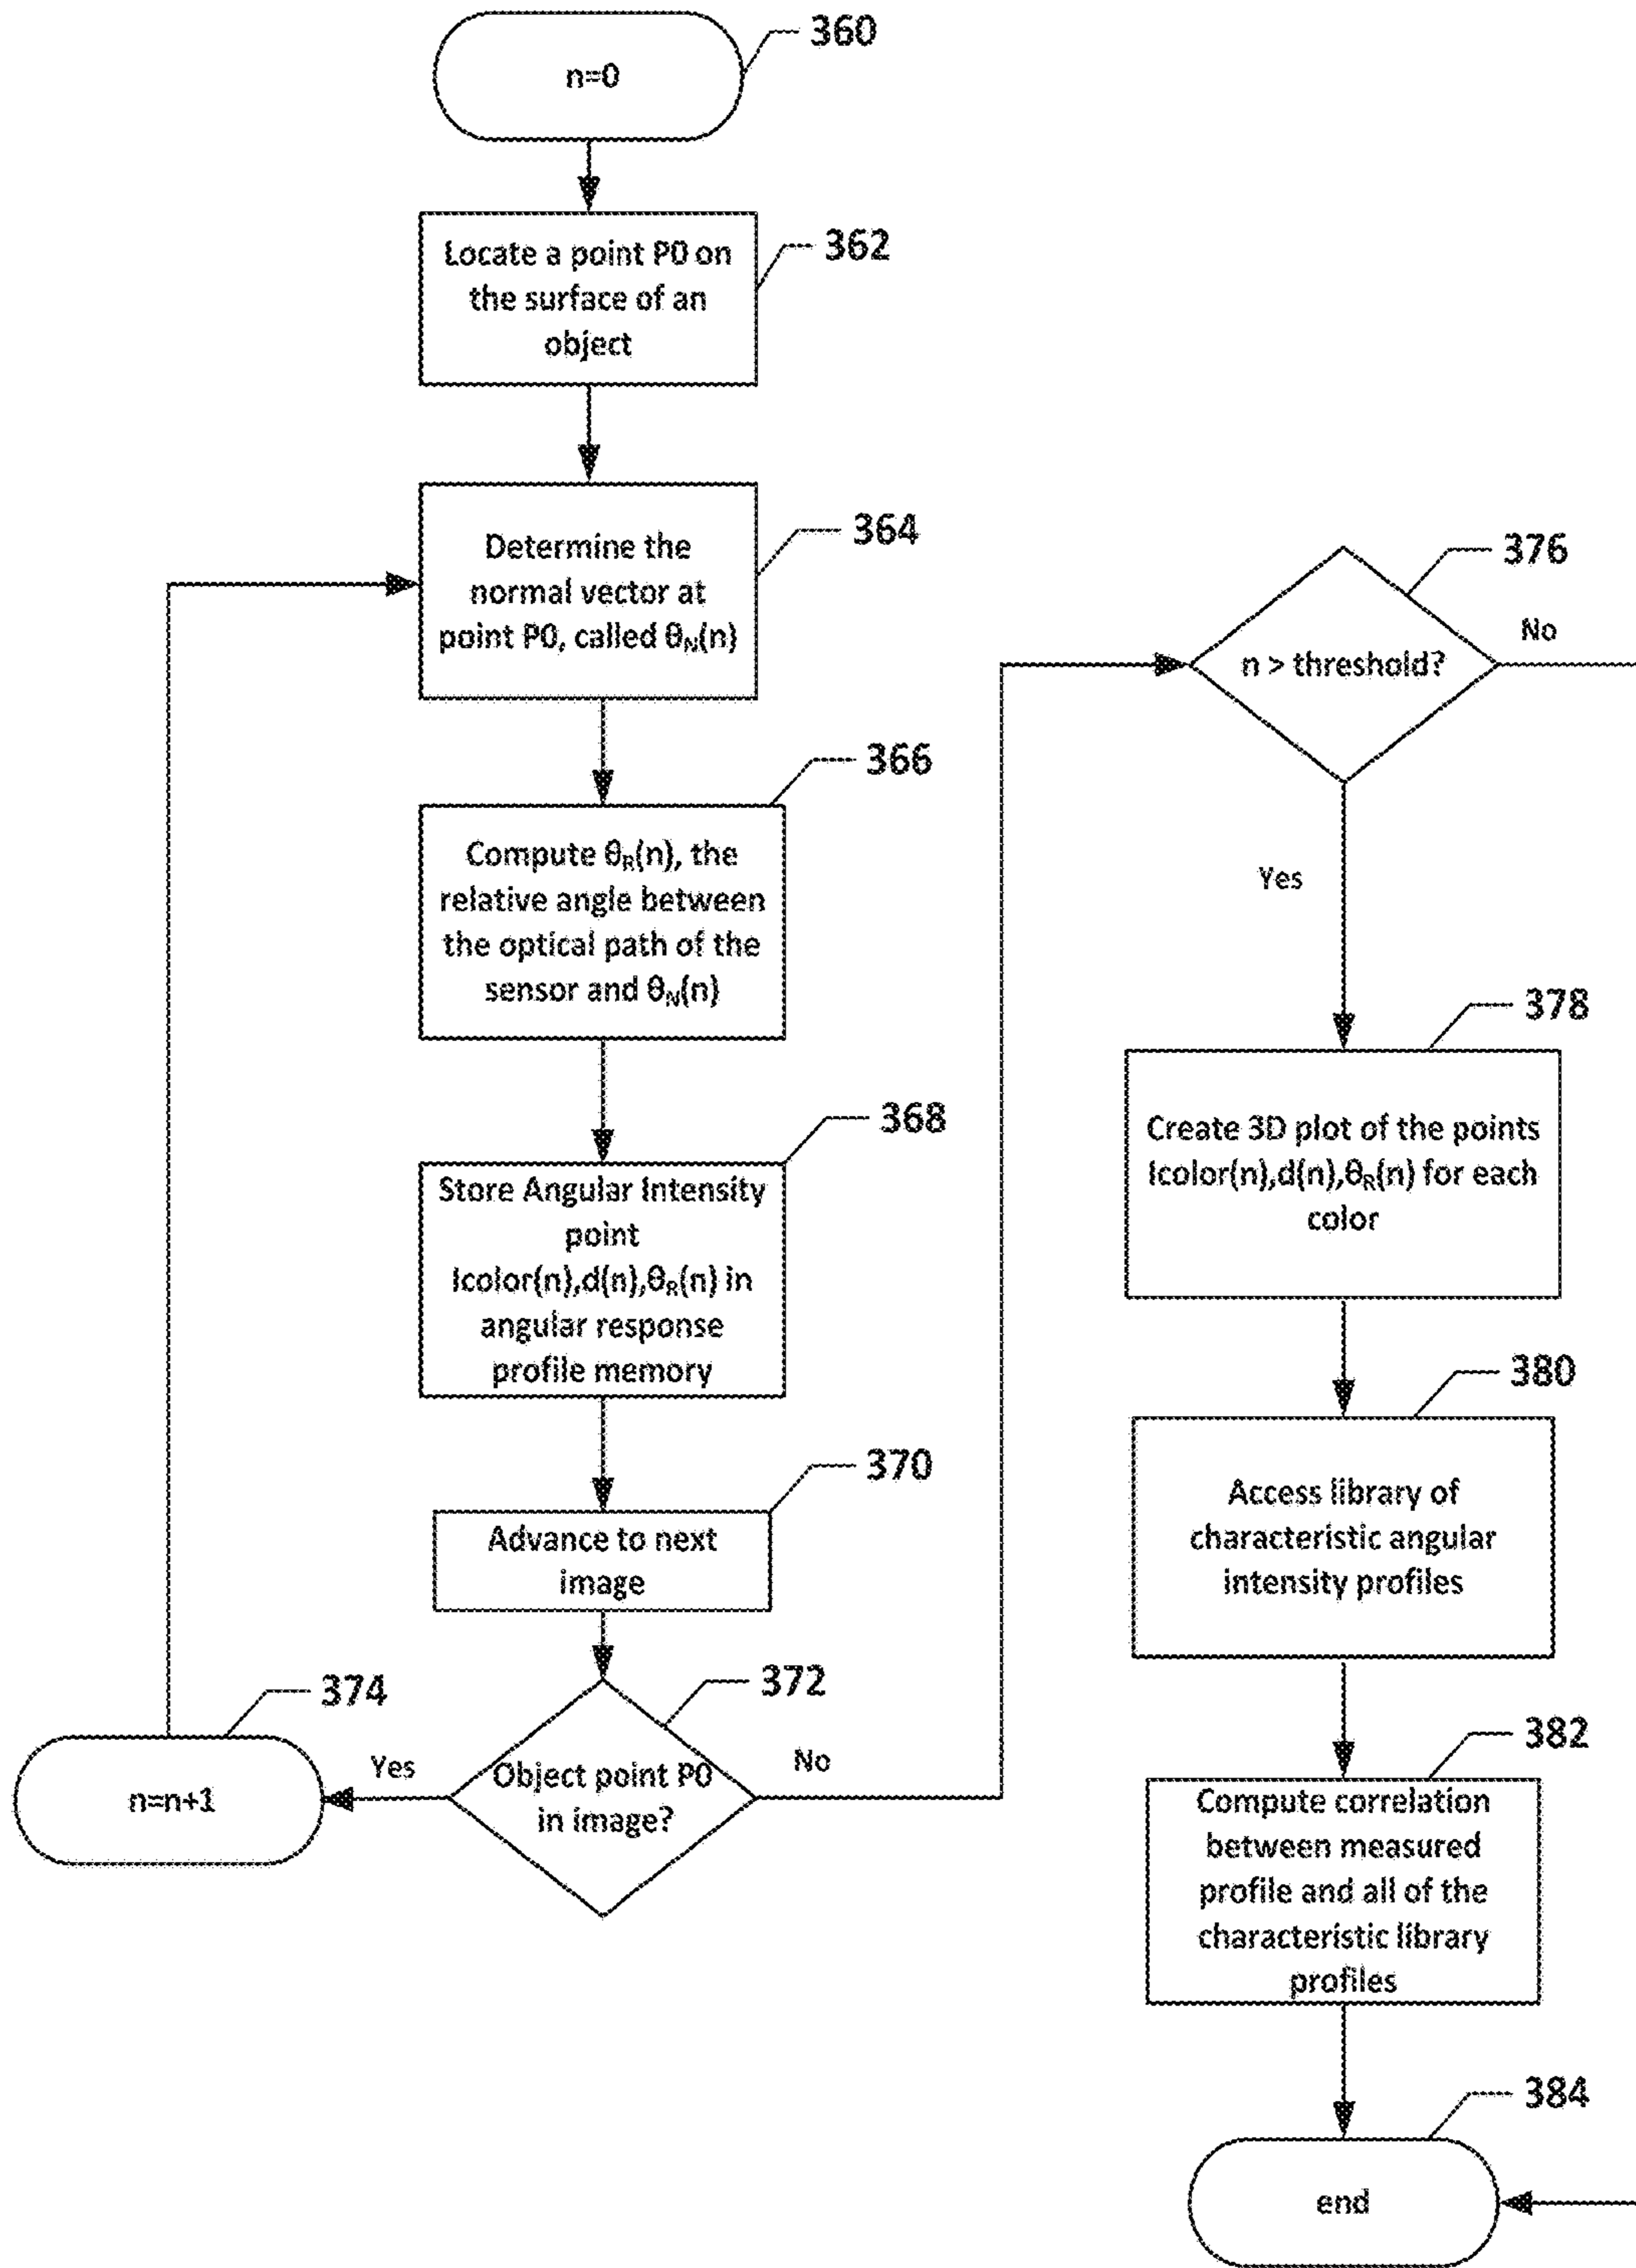 n=0
360
Locate a point P0 on
the surface of an
object
362
Determine the
normal vector at
point P0, called θN(n)
364
Compute θR(n), the
relative angle between
the optical path of the
sensor and θN(n)
366
Store Angular Intensity
point
Icolor(n),d(n),θR(n) in
angular response
profile memory
368
Advance to next
image
370
Object point P0
in image?
372
Yes
No
n=n+1
374
n > threshold?
376
No
Yes
Create 3D plot of the points
Icolor(n),d(n),θR(n) for each
color
378
Access library of
characteristic angular
intensity profiles
380
Compute correlation
between measured
profile and all of the
characteristic library
profiles
382
end
384